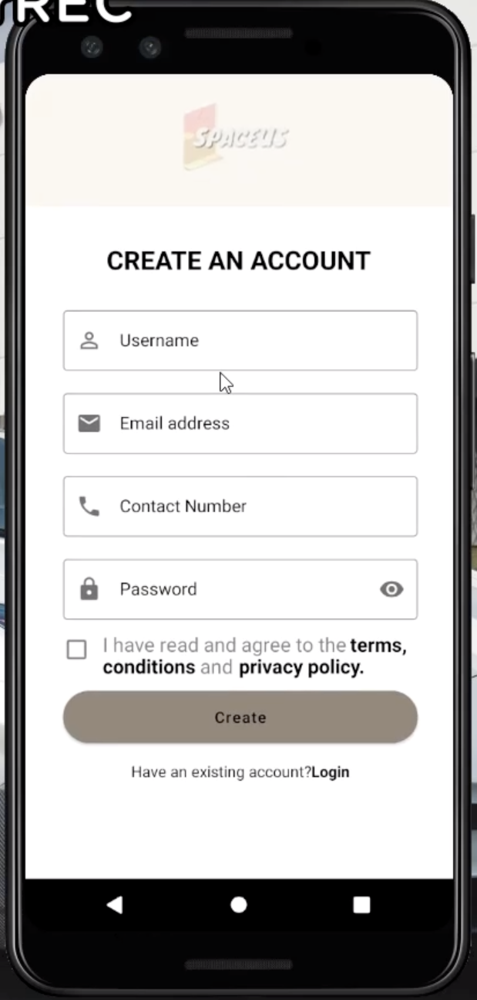 REC
SPACEUS
CREATE AN ACCOUNT
Username
Email address
Contact Number
Password
I have read and agree to the terms,
conditions and privacy policy.
Create
Have an existing account?Login